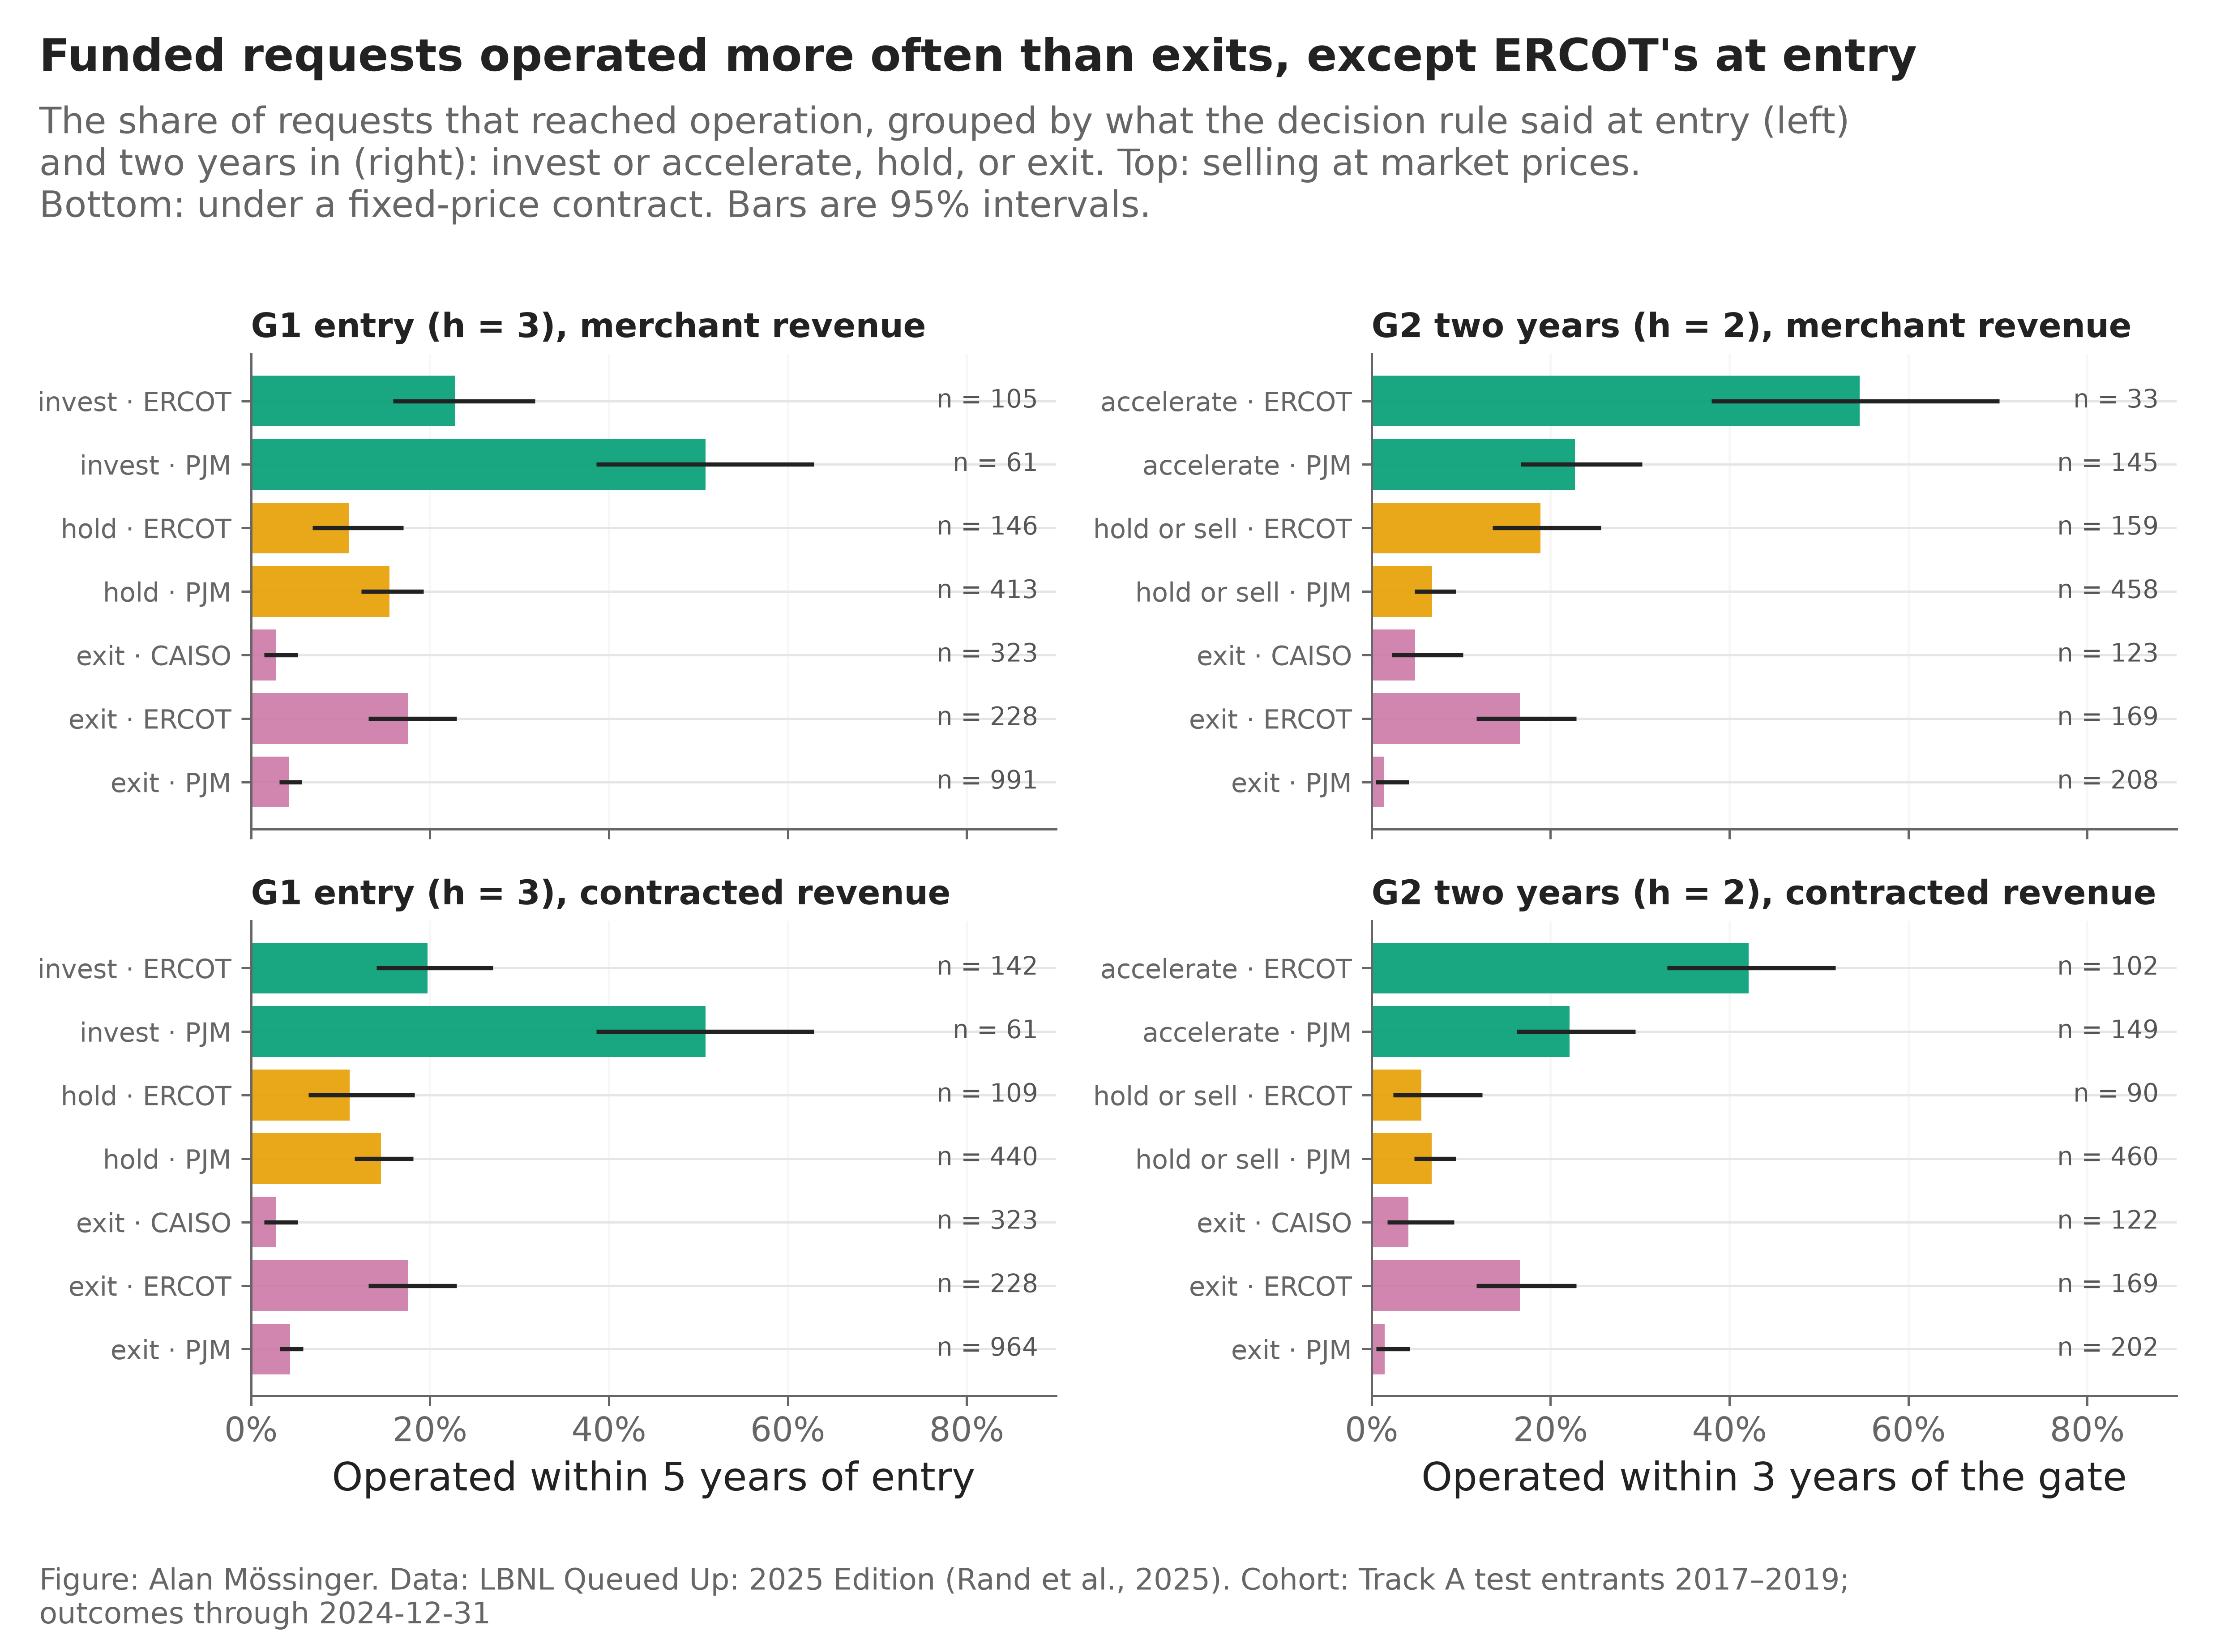 Funded requests operated more often than exits, except ERCOT's at entry
The share of requests that reached operation, grouped by what the decision rule said at entry (left)
and two years in (right): invest or accelerate, hold, or exit. Top: selling at market prices.
Bottom: under a fixed-price contract. Bars are 95% intervals.
G1 entry (h = 3), merchant revenue
invest · ERCOT n = 105
invest · PJM n = 61
hold · ERCOT n = 146
hold · PJM n = 413
exit · CAISO n = 323
exit · ERCOT n = 228
exit · PJM n = 991
G2 two years (h = 2), merchant revenue
accelerate · ERCOT n = 33
accelerate · PJM n = 145
hold or sell · ERCOT n = 159
hold or sell · PJM n = 458
exit · CAISO n = 123
exit · ERCOT n = 169
exit · PJM n = 208
G1 entry (h = 3), contracted revenue
invest · ERCOT n = 142
invest · PJM n = 61
hold · ERCOT n = 109
hold · PJM n = 440
exit · CAISO n = 323
exit · ERCOT n = 228
exit · PJM n = 964
0% 20% 40% 60% 80%
Operated within 5 years of entry
G2 two years (h = 2), contracted revenue
accelerate · ERCOT n = 102
accelerate · PJM n = 149
hold or sell · ERCOT n = 90
hold or sell · PJM n = 460
exit · CAISO n = 122
exit · ERCOT n = 169
exit · PJM n = 202
0% 20% 40% 60% 80%
Operated within 3 years of the gate
Figure: Alan Mössinger. Data: LBNL Queued Up: 2025 Edition (Rand et al., 2025). Cohort: Track A test entrants 2017–2019;
outcomes through 2024-12-31